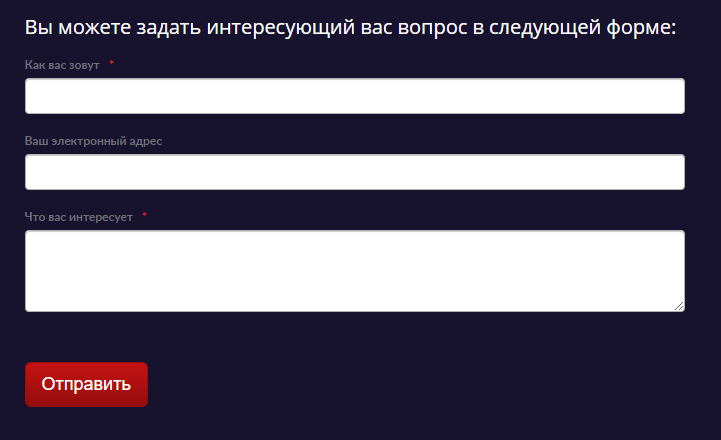 Вы можете задать интересующий вас вопрос в следующей форме:
Как вас зовут *
Ваш электронный адрес
Что вас интересует *
Отправить